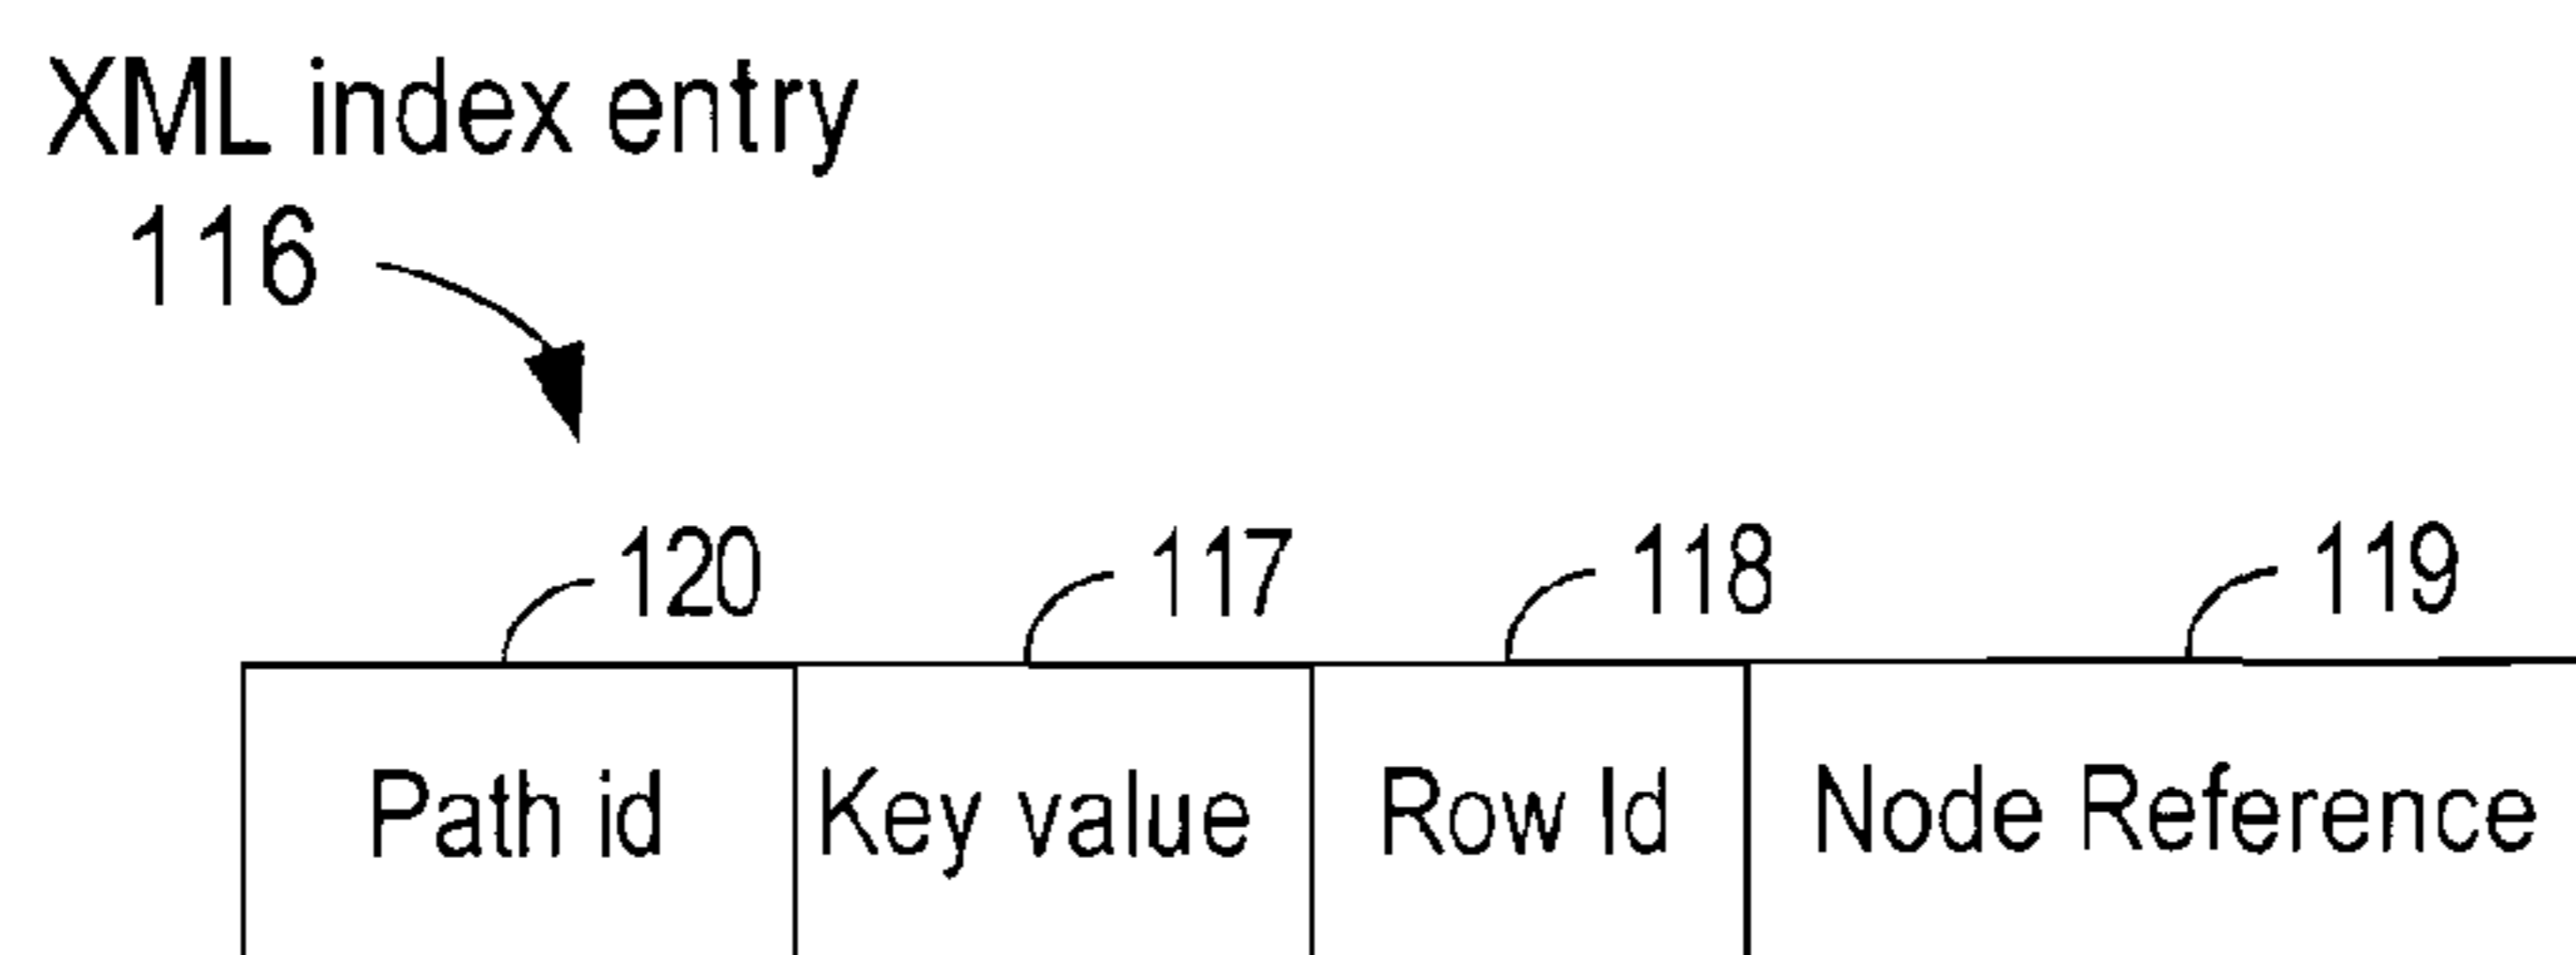 XML index entry
116
120 117 118 119
Path id Key value Row Id Node Reference